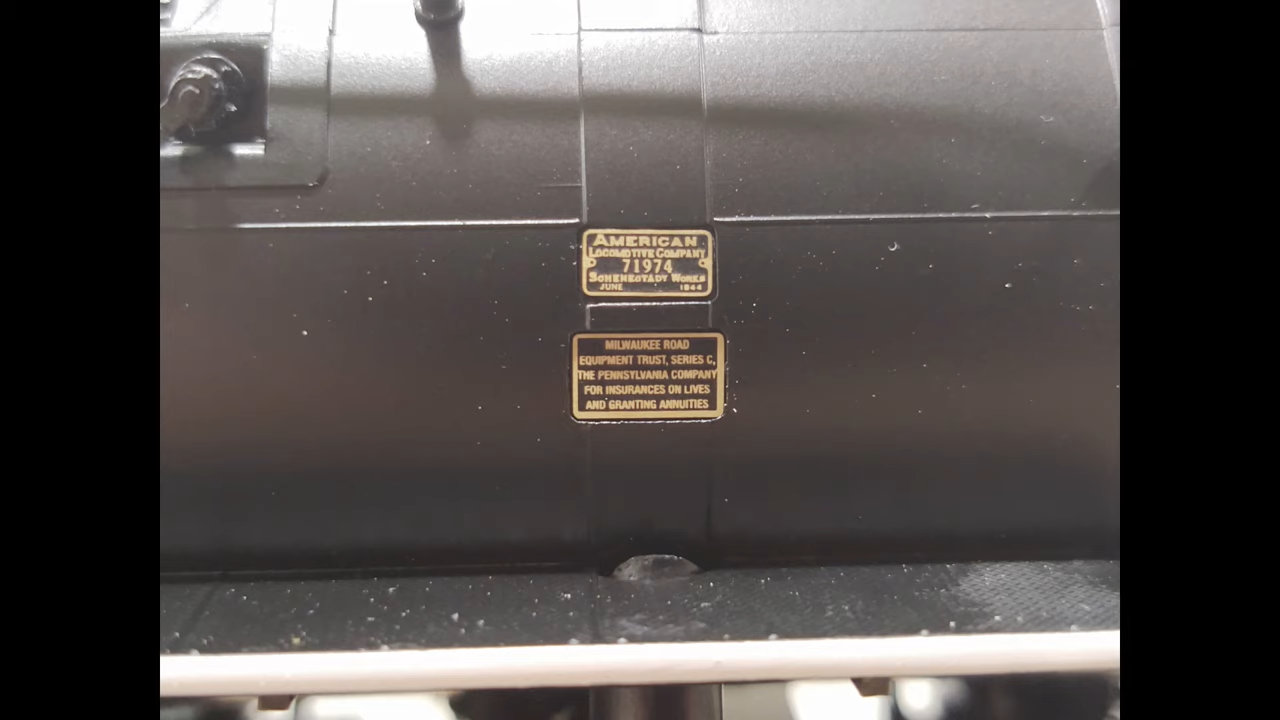 AMERICAN
LOCOMOTIVE COMPANY
71974
SCHENECTADY WORKS
JUNE 1944
MILWAUKEE ROAD
EQUIPMENT TRUST, SERIES C,
THE PENNSYLVANIA COMPANY
FOR INSURANCES ON LIVES
AND GRANTING ANNUITIES